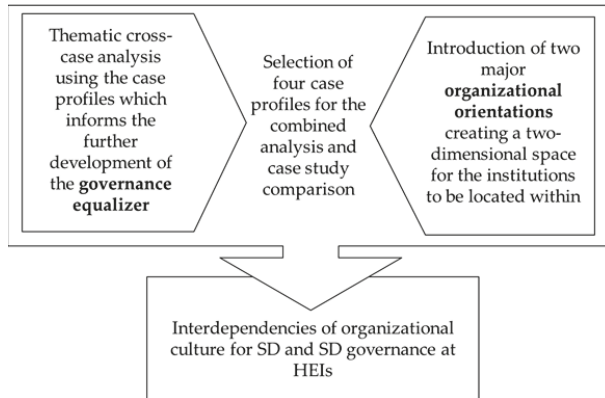 Thematic cross-
case analysis
using the case
profiles which
informs the
further
development of
the governance
equalizer
Selection of
four case
profiles for the
combined
analysis and
case study
comparison
Introduction of two
major
organizational
orientations
creating a two-
dimensional space
for the institutions
to be located within
Interdependencies of organizational
culture for SD and SD governance at
HEIs